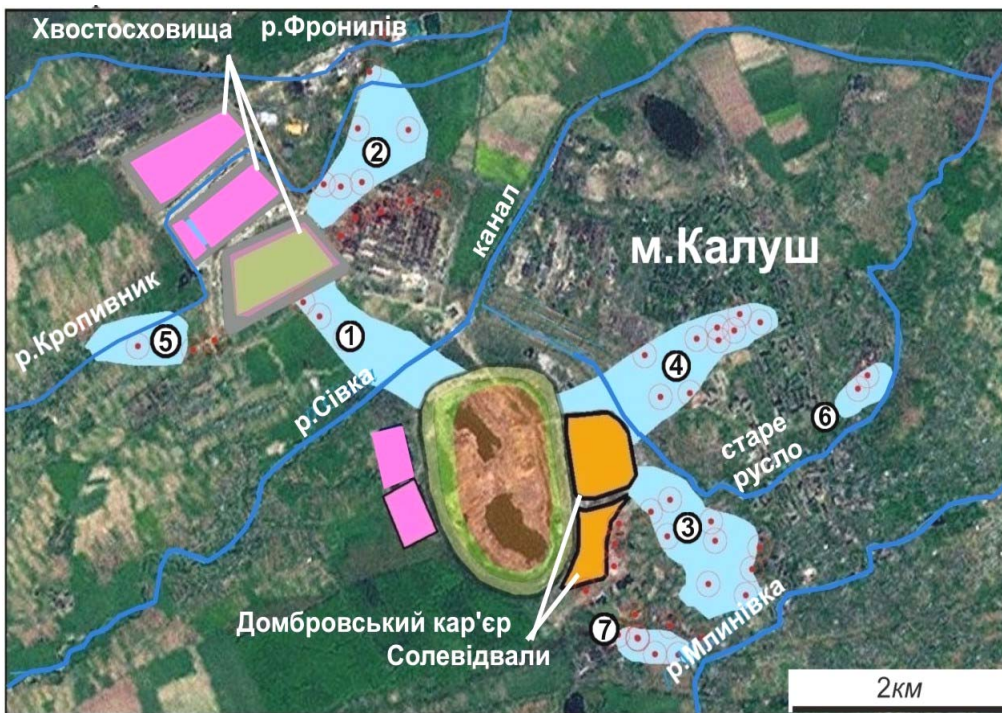 Хвостосховища
р.Фронилів
2
канал
м.Калуш
р.Кропивник
5
1
р.Сівка
4
6
старе
русло
3
Домбровський кар'єр
Солевідвали
7
р.Млинівка
2км